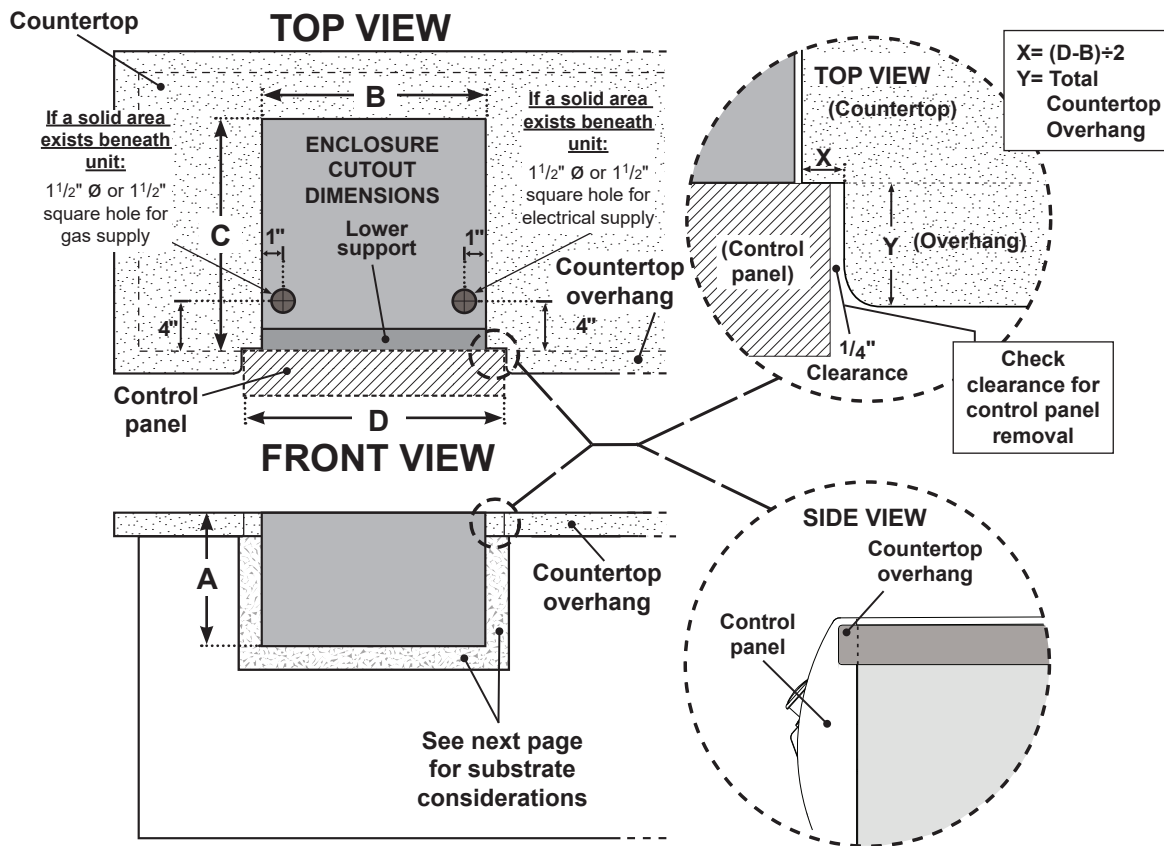 TOP VIEW
Countertop
B
If a solid area
exists beneath
unit:
1 1/2" Ø or 1 1/2"
square hole for
gas supply
ENCLOSURE
CUTOUT
DIMENSIONS
Lower
support
If a solid area
exists beneath
unit:
1 1/2" Ø or 1 1/2"
square hole for
electrical supply
C
1"
1"
4"
4"
Countertop
overhang
Control
panel
D
TOP VIEW
(Countertop)
X
Y
(Overhang)
(Control
panel)
1/4"
Clearance
X= (D-B)÷2
Y= Total
Countertop
Overhang
Check
clearance for
control panel
removal
FRONT VIEW
A
Countertop
overhang
See next page
for substrate
considerations
SIDE VIEW
Countertop
overhang
Control
panel